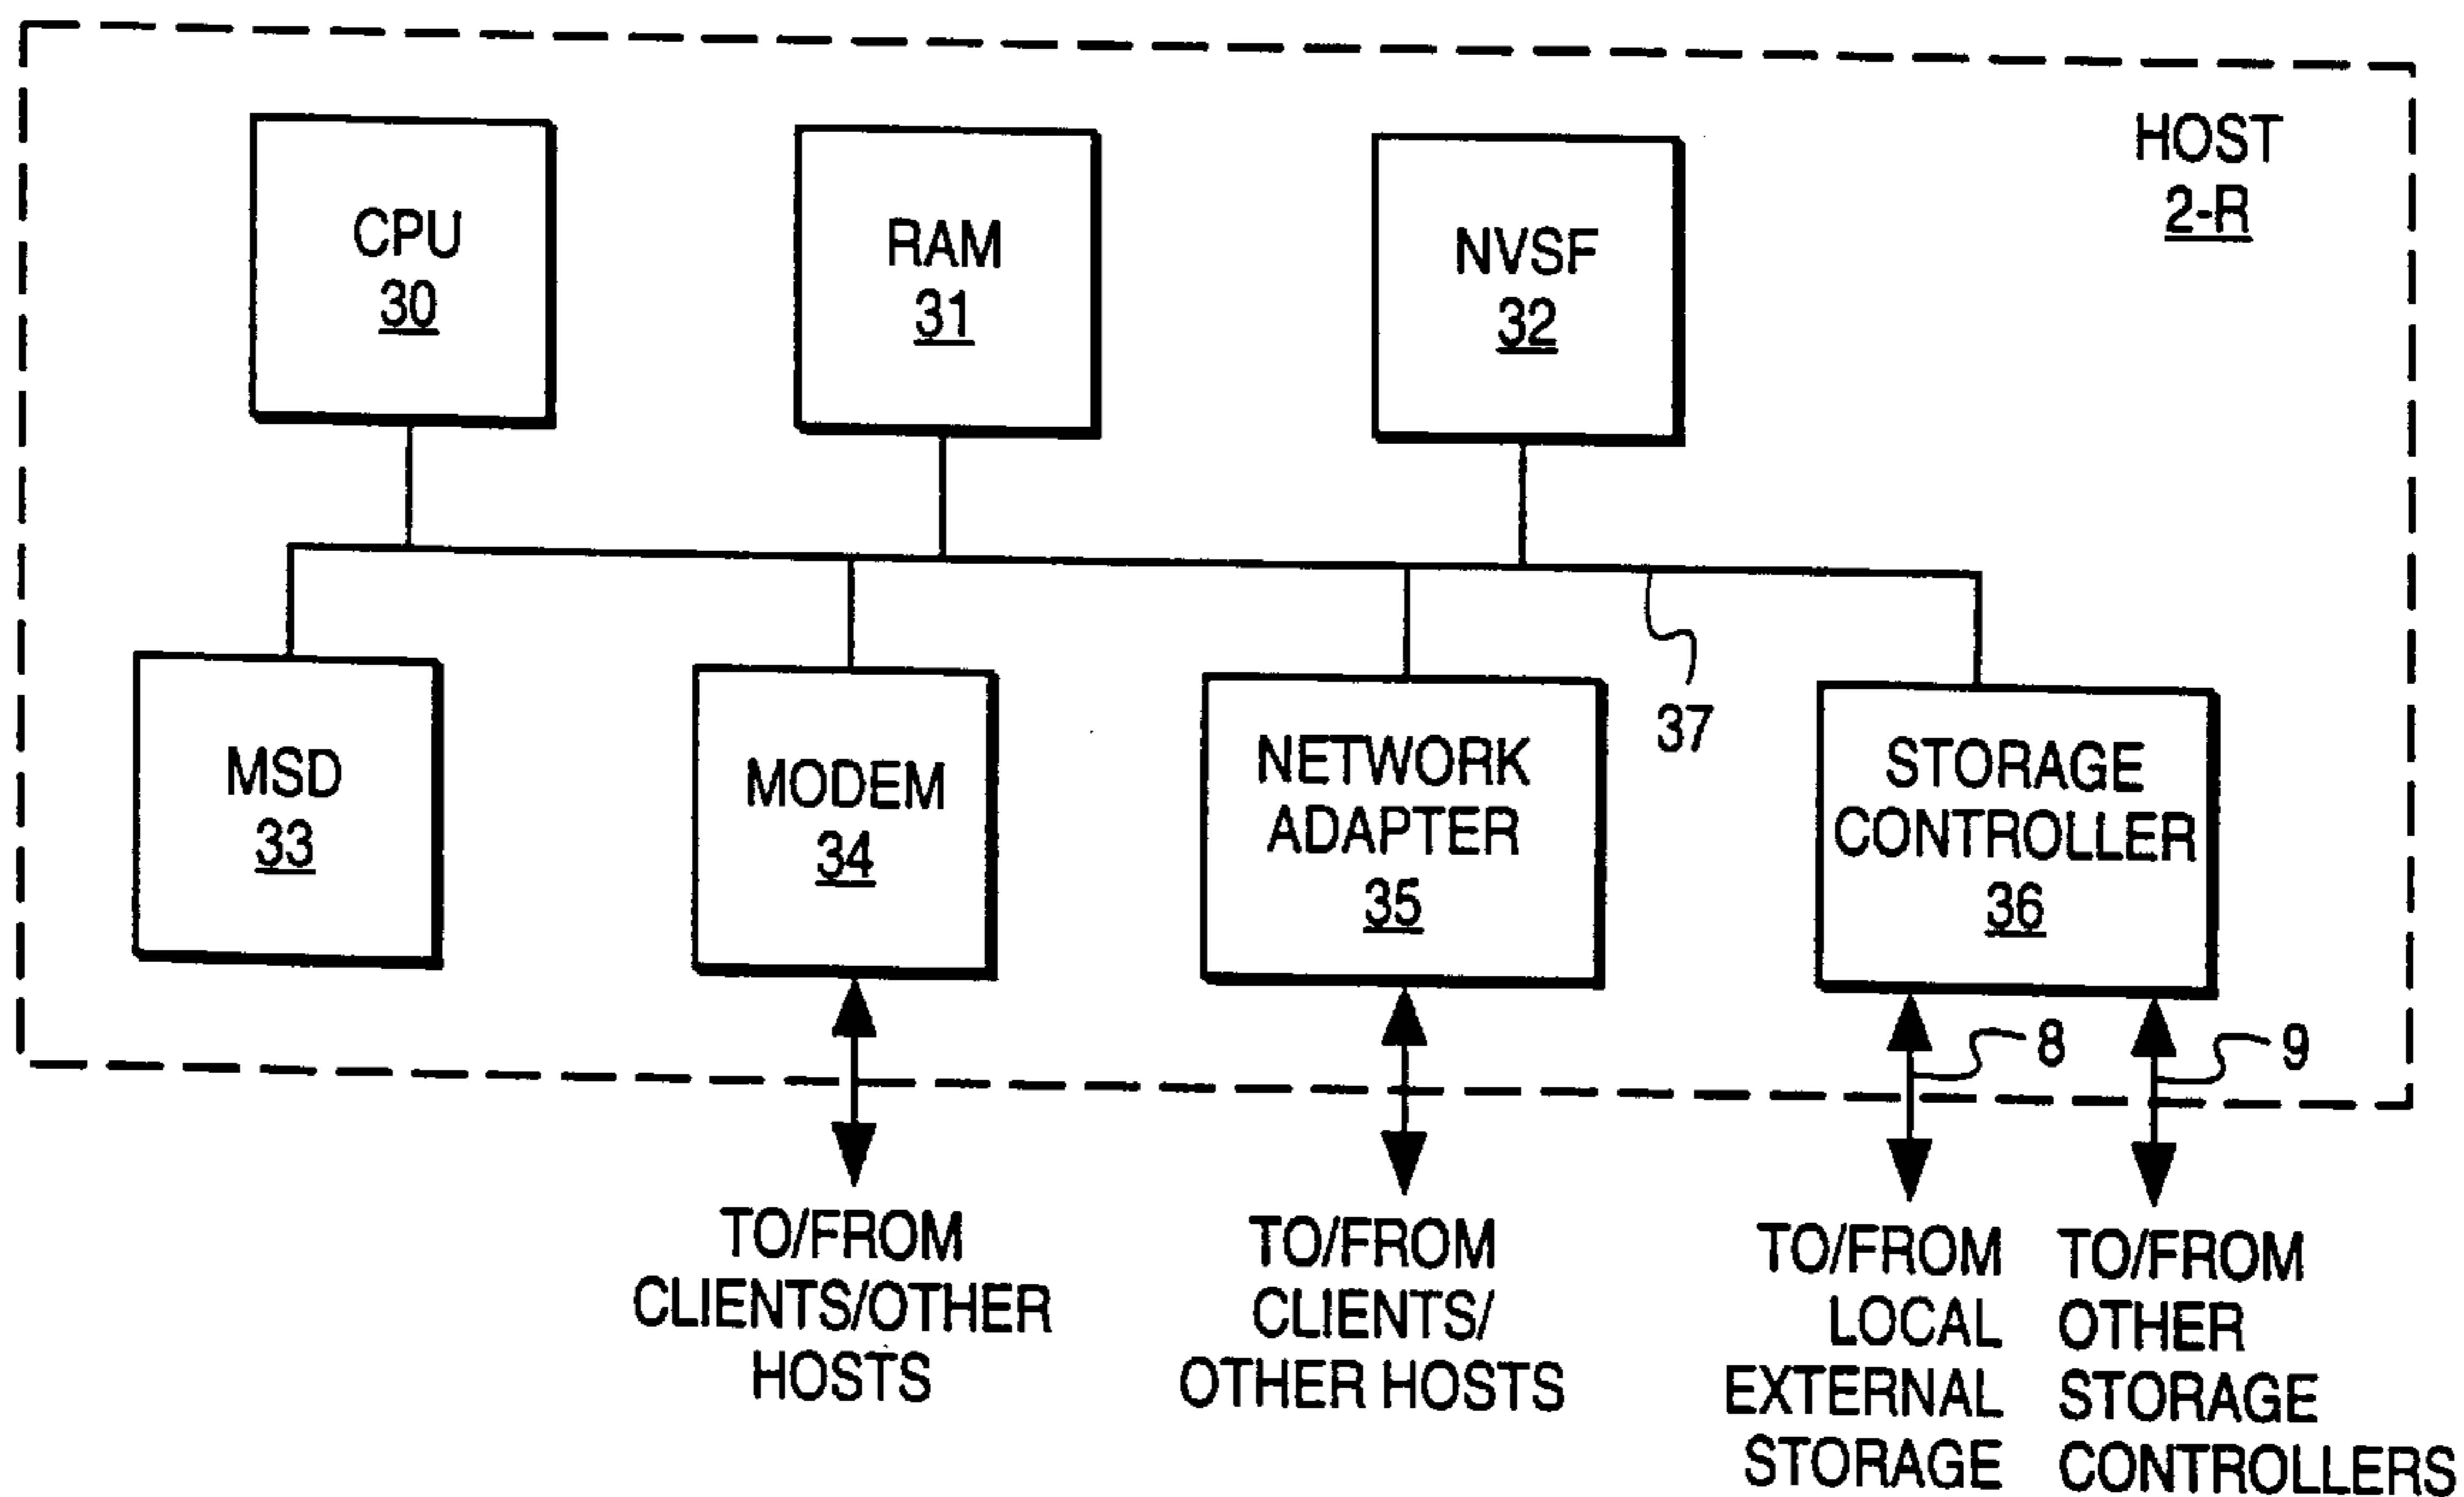 HOST
2-R
CPU
30
RAM
31
NVSF
32
37
MSD
33
MODEM
34
NETWORK
ADAPTER
35
STORAGE
CONTROLLER
36
8
9
TO/FROM
CLIENTS/OTHER
HOSTS
TO/FROM
CLIENTS/
OTHER HOSTS
TO/FROM
LOCAL
EXTERNAL
STORAGE
TO/FROM
OTHER
STORAGE
CONTROLLERS